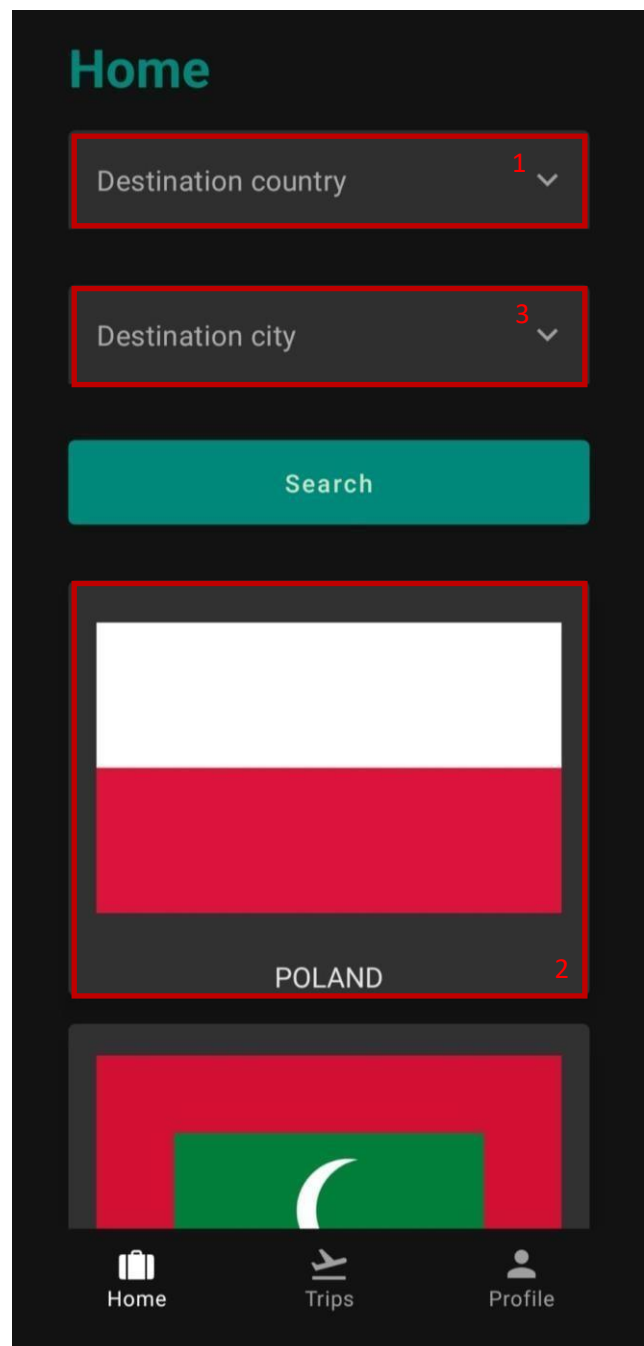 Home
1
Destination country
3
Destination city
Search
POLAND
2
Home Trips Profile